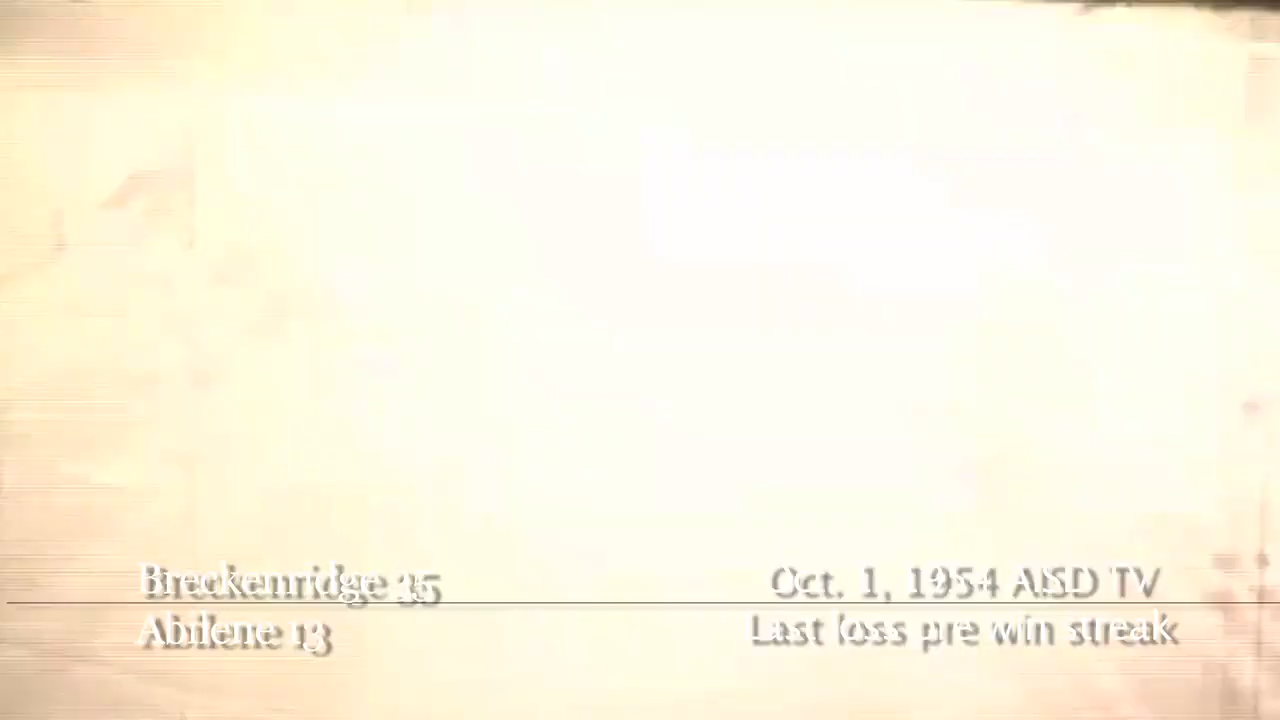 Breckenridge 35
Abilene 13
Oct. 1, 1954 AISD TV
Last loss pre win streak